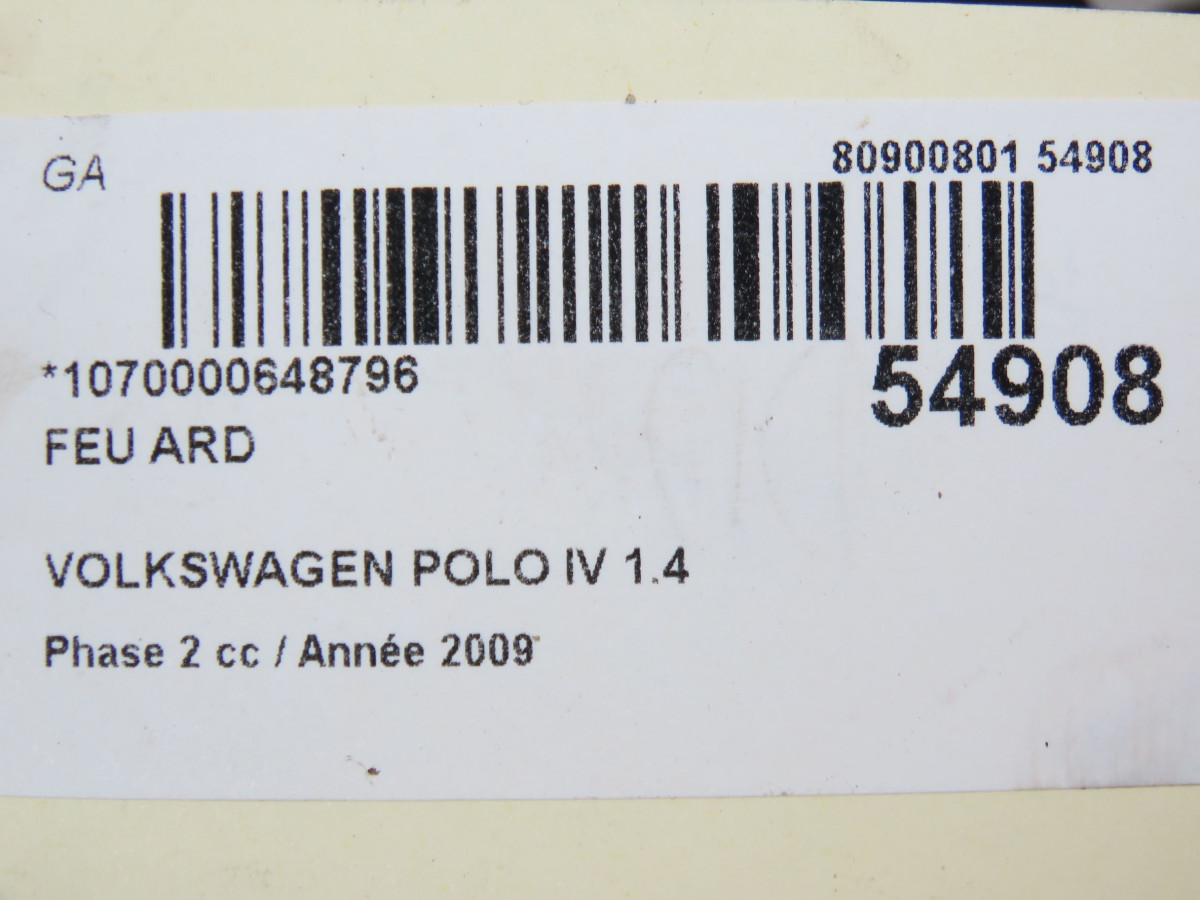 GA
80900801 54908
*1070000648796
54908
FEU ARD
VOLKSWAGEN POLO IV 1.4
Phase 2 cc / Année 2009